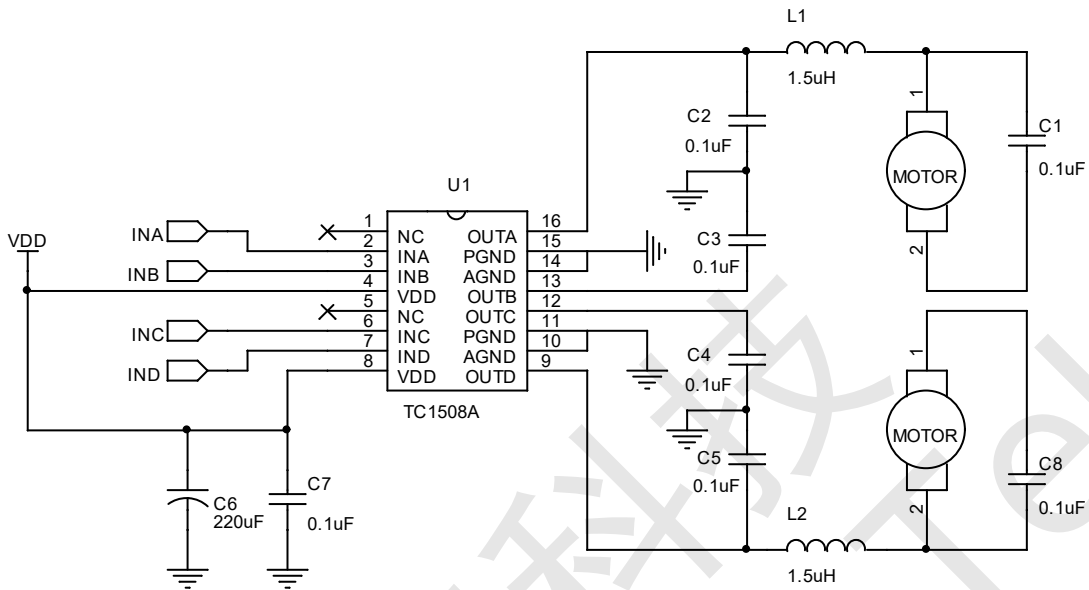 L1
1.5uH
1
C2
0.1uF
MOTOR
C1
0.1uF
2
U1
C3
0.1uF
VDD
INA
INB
INC
IND
1 NC OUTA 16
2 INA PGND 15
3 INB AGND 14
4 VDD OUTB 13
5 NC OUTC 12
6 INC PGND 11
7 IND AGND 10
8 VDD OUTD 9
TC1508A
C4
0.1uF
1
MOTOR
C5
0.1uF
C8
0.1uF
2
L2
1.5uH
C6
220uF
C7
0.1uF
科技
Tel